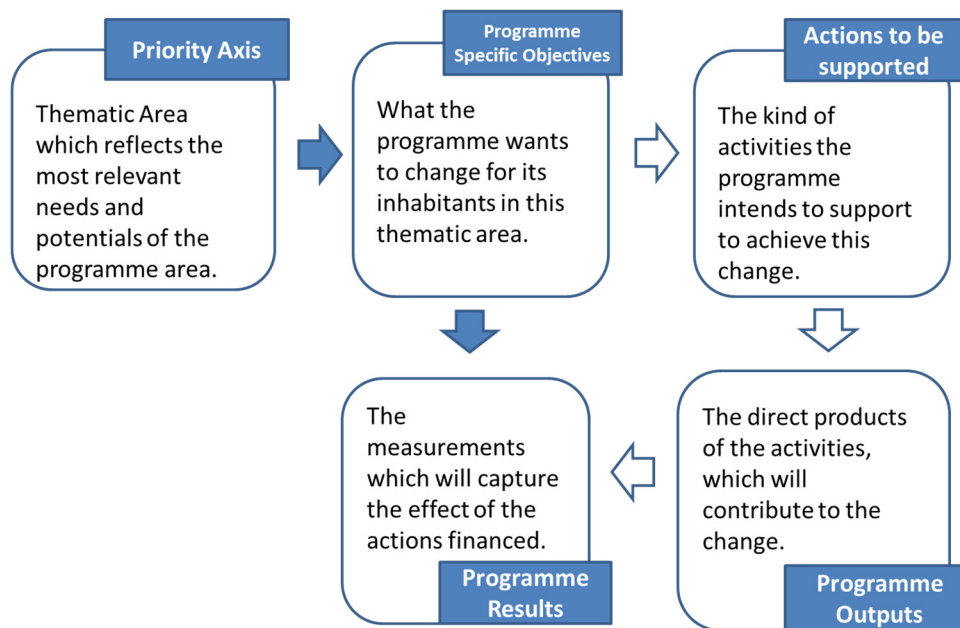 Priority Axis
Thematic Area
which reflects the
most relevant
needs and
potentials of the
programme area.
Programme
Specific Objectives
What the
programme wants
to change for its
inhabitants in this
thematic area.
Actions to be
supported
The kind of
activities the
programme
intends to support
to achieve this
change.
The
measurements
which will capture
the effect of the
actions financed.
Programme
Results
The direct products
of the activities,
which will
contribute to the
change.
Programme
Outputs